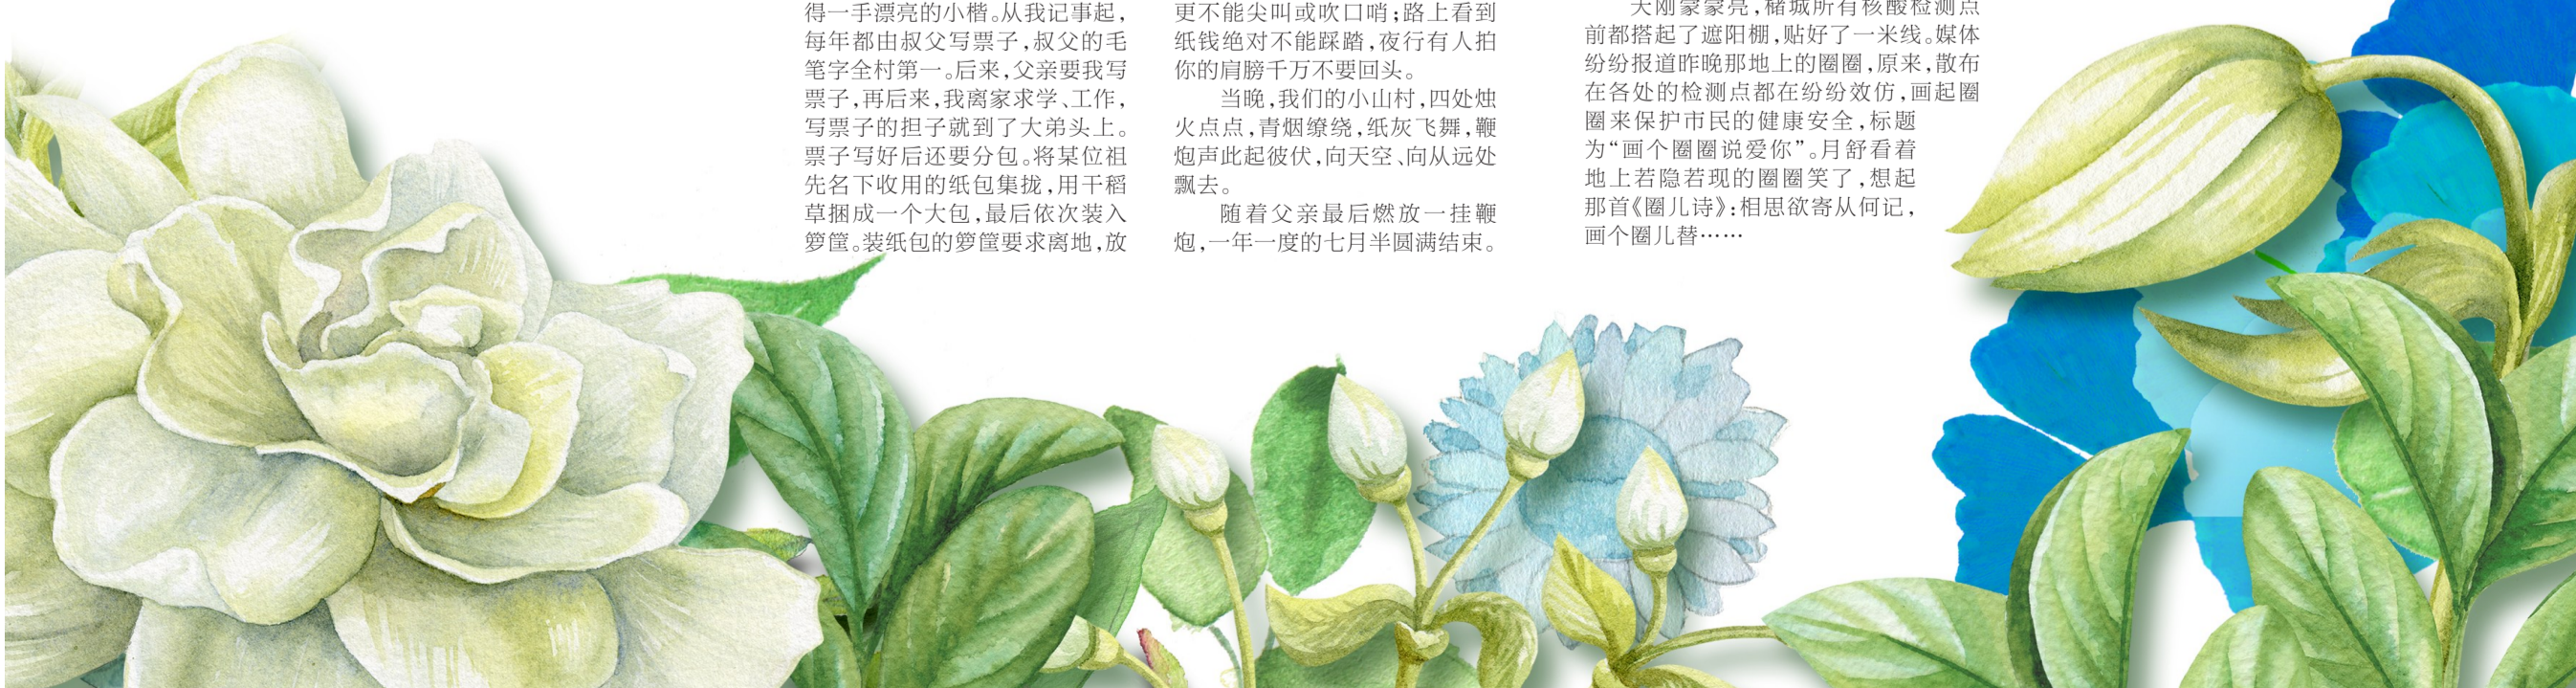 得一手漂亮的小楷。从我记事起，
每年都由叔父写票子，叔父的毛
笔字全村第一。后来，父亲要我写
票子，再后来，我离家求学、工作，
写票子的担子就到了大弟头上。
票子写好后还要分包。将某位祖
先名下收用的纸包集拢，用干稻
草捆成一个大包，最后依次装入
箩筐。装纸包的箩筐要求离地，放
更不能尖叫或吹口哨；路上看到
纸钱绝对不能踩踏，夜行有人拍
你的肩膀千万不要回头。
当晚，我们的小山村，四处烛
火点点，青烟缭绕，纸灰飞舞，鞭
炮声此起彼伏，向天空、向从远处
飘去。
随着父亲最后燃放一挂鞭
炮，一年一度的七月半圆满结束。
天刚蒙蒙亮，槠城所有核酸检测点
前都搭起了遮阳棚，贴好了一米线。媒体
纷纷报道昨晚那地上的圈圈，原来，散布
在各处的检测点都在纷纷效仿，画起圈
圈来保护市民的健康安全，标题
为“画个圈圈说爱你”。月舒看着
地上若隐若现的圈圈笑了，想起
那首《圈儿诗》：相思欲寄从何记，
画个圈儿替……